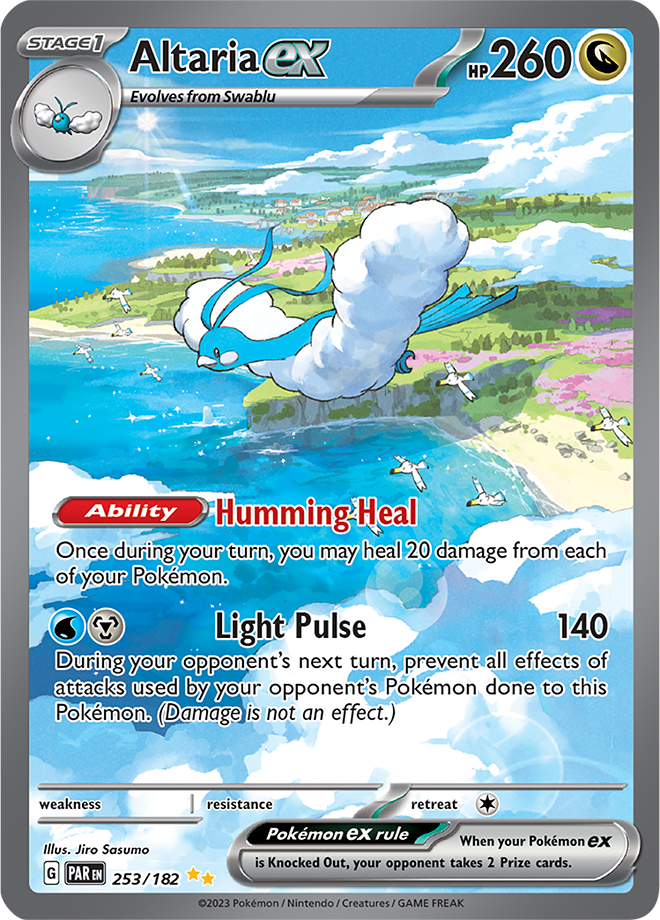 STAGE1
Altaria ex
HP 260
Evolves from Swablu
Ability Humming Heal
Once during your turn, you may heal 20 damage from each
of your Pokémon.
Light Pulse 140
During your opponent's next turn, prevent all effects of
attacks used by your opponent's Pokémon done to this
Pokémon. (Damage is not an effect.)
weakness resistance retreat
Illus. Jiro Sasumo
Pokémon ex rule When your Pokémon ex
is Knocked Out, your opponent takes 2 Prize cards.
G PAR EN 253/182
©2023 Pokémon / Nintendo / Creatures / GAME FREAK